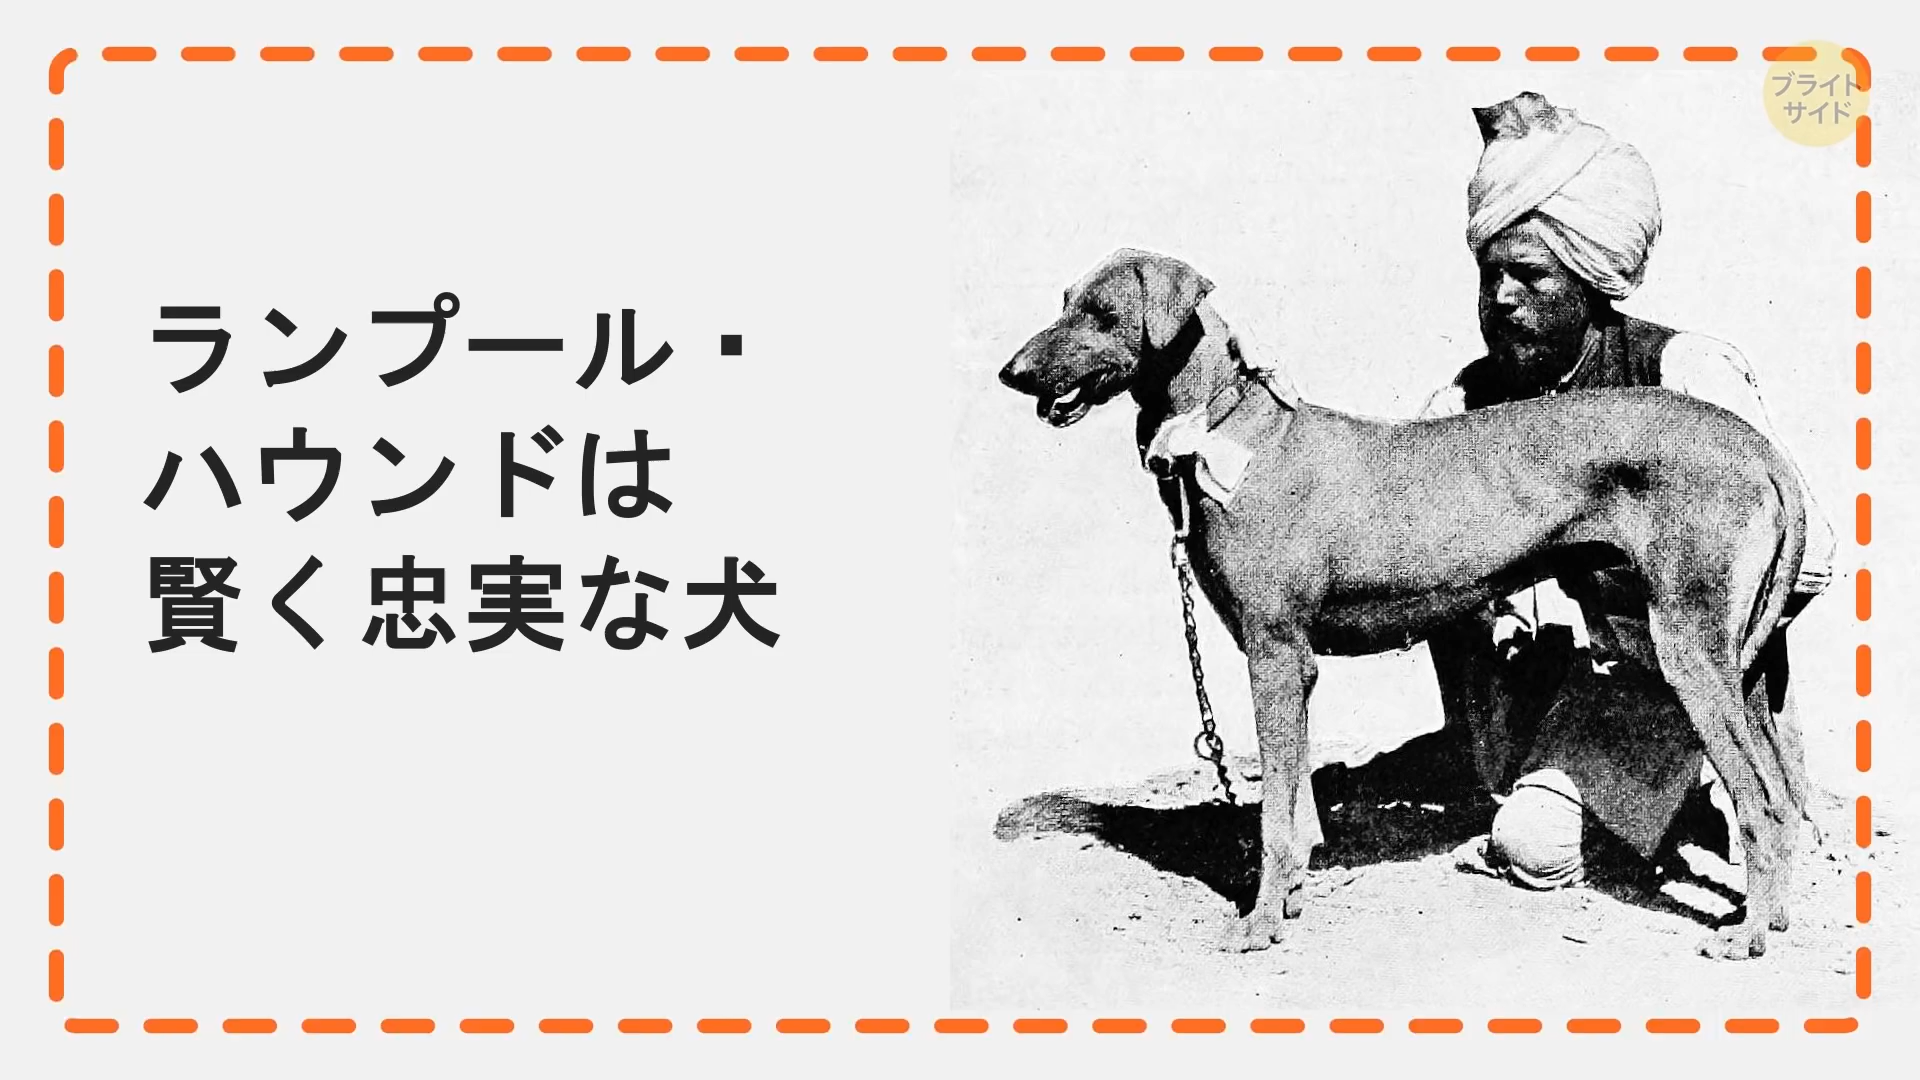 ランプール・
ハウンドは
賢く忠実な犬
ブライト
サイド